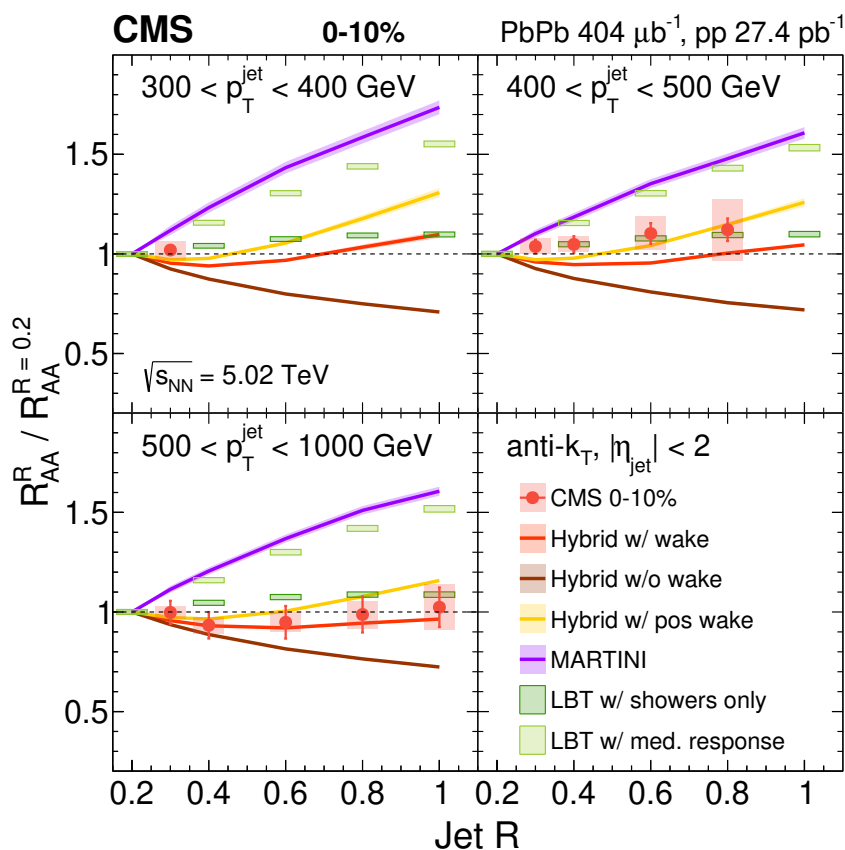 CMS 0-10% PbPb 404 μb⁻¹, pp 27.4 pb⁻¹
300 < p_T^jet < 400 GeV
400 < p_T^jet < 500 GeV
1.5
1
0.5
√s_NN = 5.02 TeV
R_AA^R / R_AA^{R = 0.2}
500 < p_T^jet < 1000 GeV
1.5
1
0.5
anti-k_T, |η_jet| < 2
CMS 0-10%
Hybrid w/ wake
Hybrid w/o wake
Hybrid w/ pos wake
MARTINI
LBT w/ showers only
LBT w/ med. response
0.2 0.4 0.6 0.8 1
0.2 0.4 0.6 0.8 1
Jet R